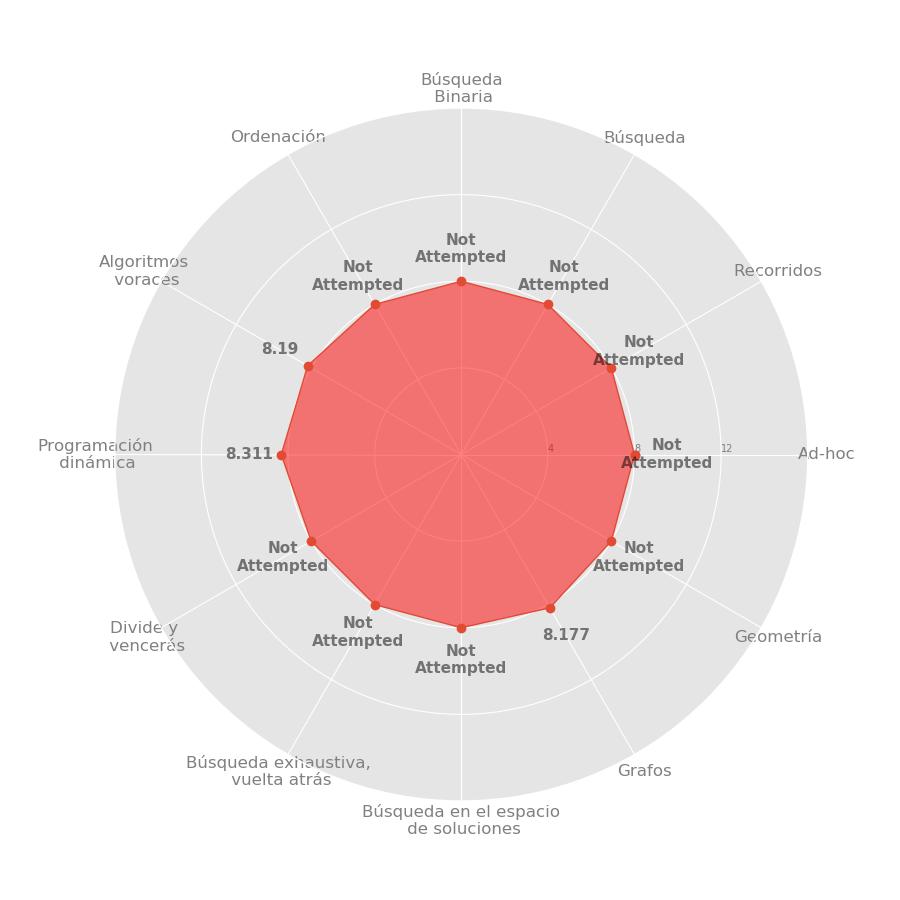 Búsqueda
Binaria
Ordenación
Búsqueda
Not
Attempted
Not
Attempted
Not
Attempted
Algoritmos
voraces
Recorridos
8.19
Not
Attempted
Programación
dinámica
8.311
4
8
Not
Attempted
12
Ad-hoc
Not
Attempted
Not
Attempted
Divide y
vencerás
Not
Attempted
Not
Attempted
8.177
Geometría
Búsqueda exhaustiva,
vuelta atrás
Grafos
Búsqueda en el espacio
de soluciones